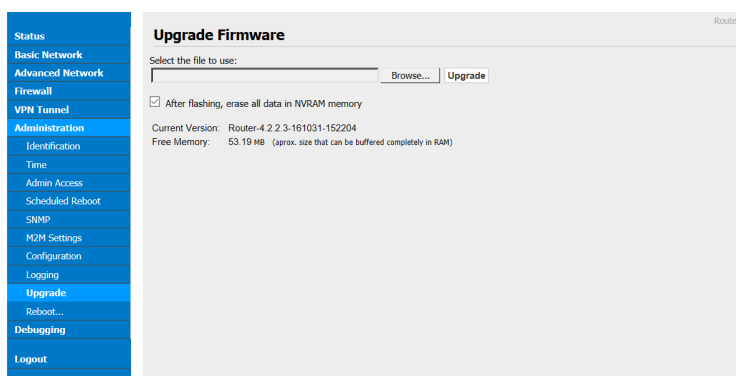 Route
Status
Basic Network
Advanced Network
Firewall
VPN Tunnel
Administration
Identification
Time
Admin Access
Scheduled Reboot
SNMP
M2M Settings
Configuration
Logging
Upgrade
Reboot...
Debugging
Logout
Upgrade Firmware
Select the file to use:
Browse... Upgrade
After flashing, erase all data in NVRAM memory
Current Version: Router-4.2.2.3-161031-152204
Free Memory: 53.19 MB (aprox. size that can be buffered completely in RAM)